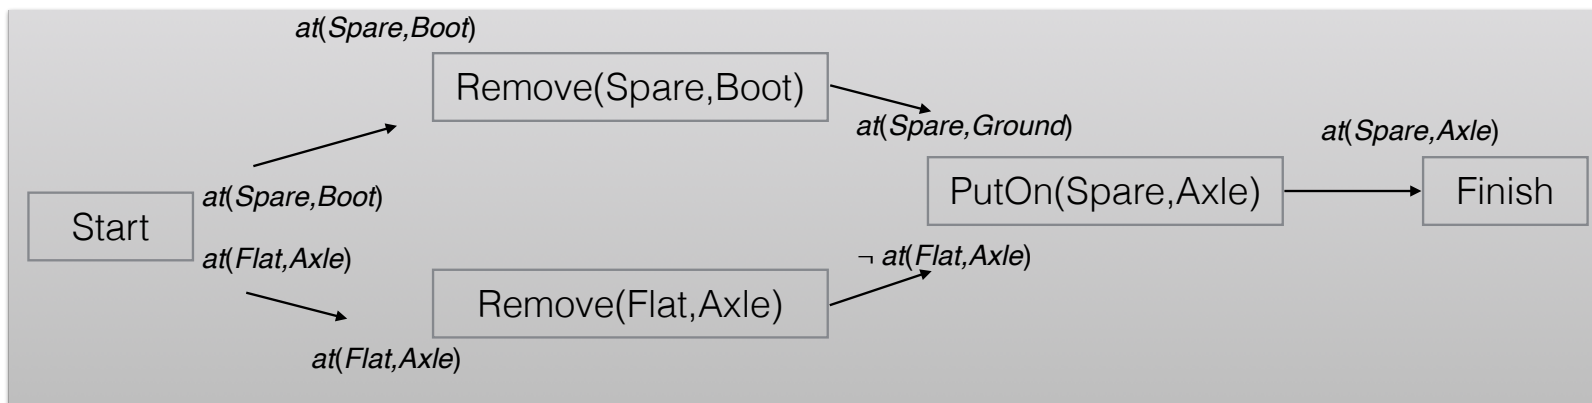 at(Spare,Boot)
Remove(Spare,Boot)
at(Spare,Ground)
at(Spare,Axle)
Start
at(Spare,Boot)
at(Flat,Axle)
PutOn(Spare,Axle)
Finish
¬ at(Flat,Axle)
Remove(Flat,Axle)
at(Flat,Axle)